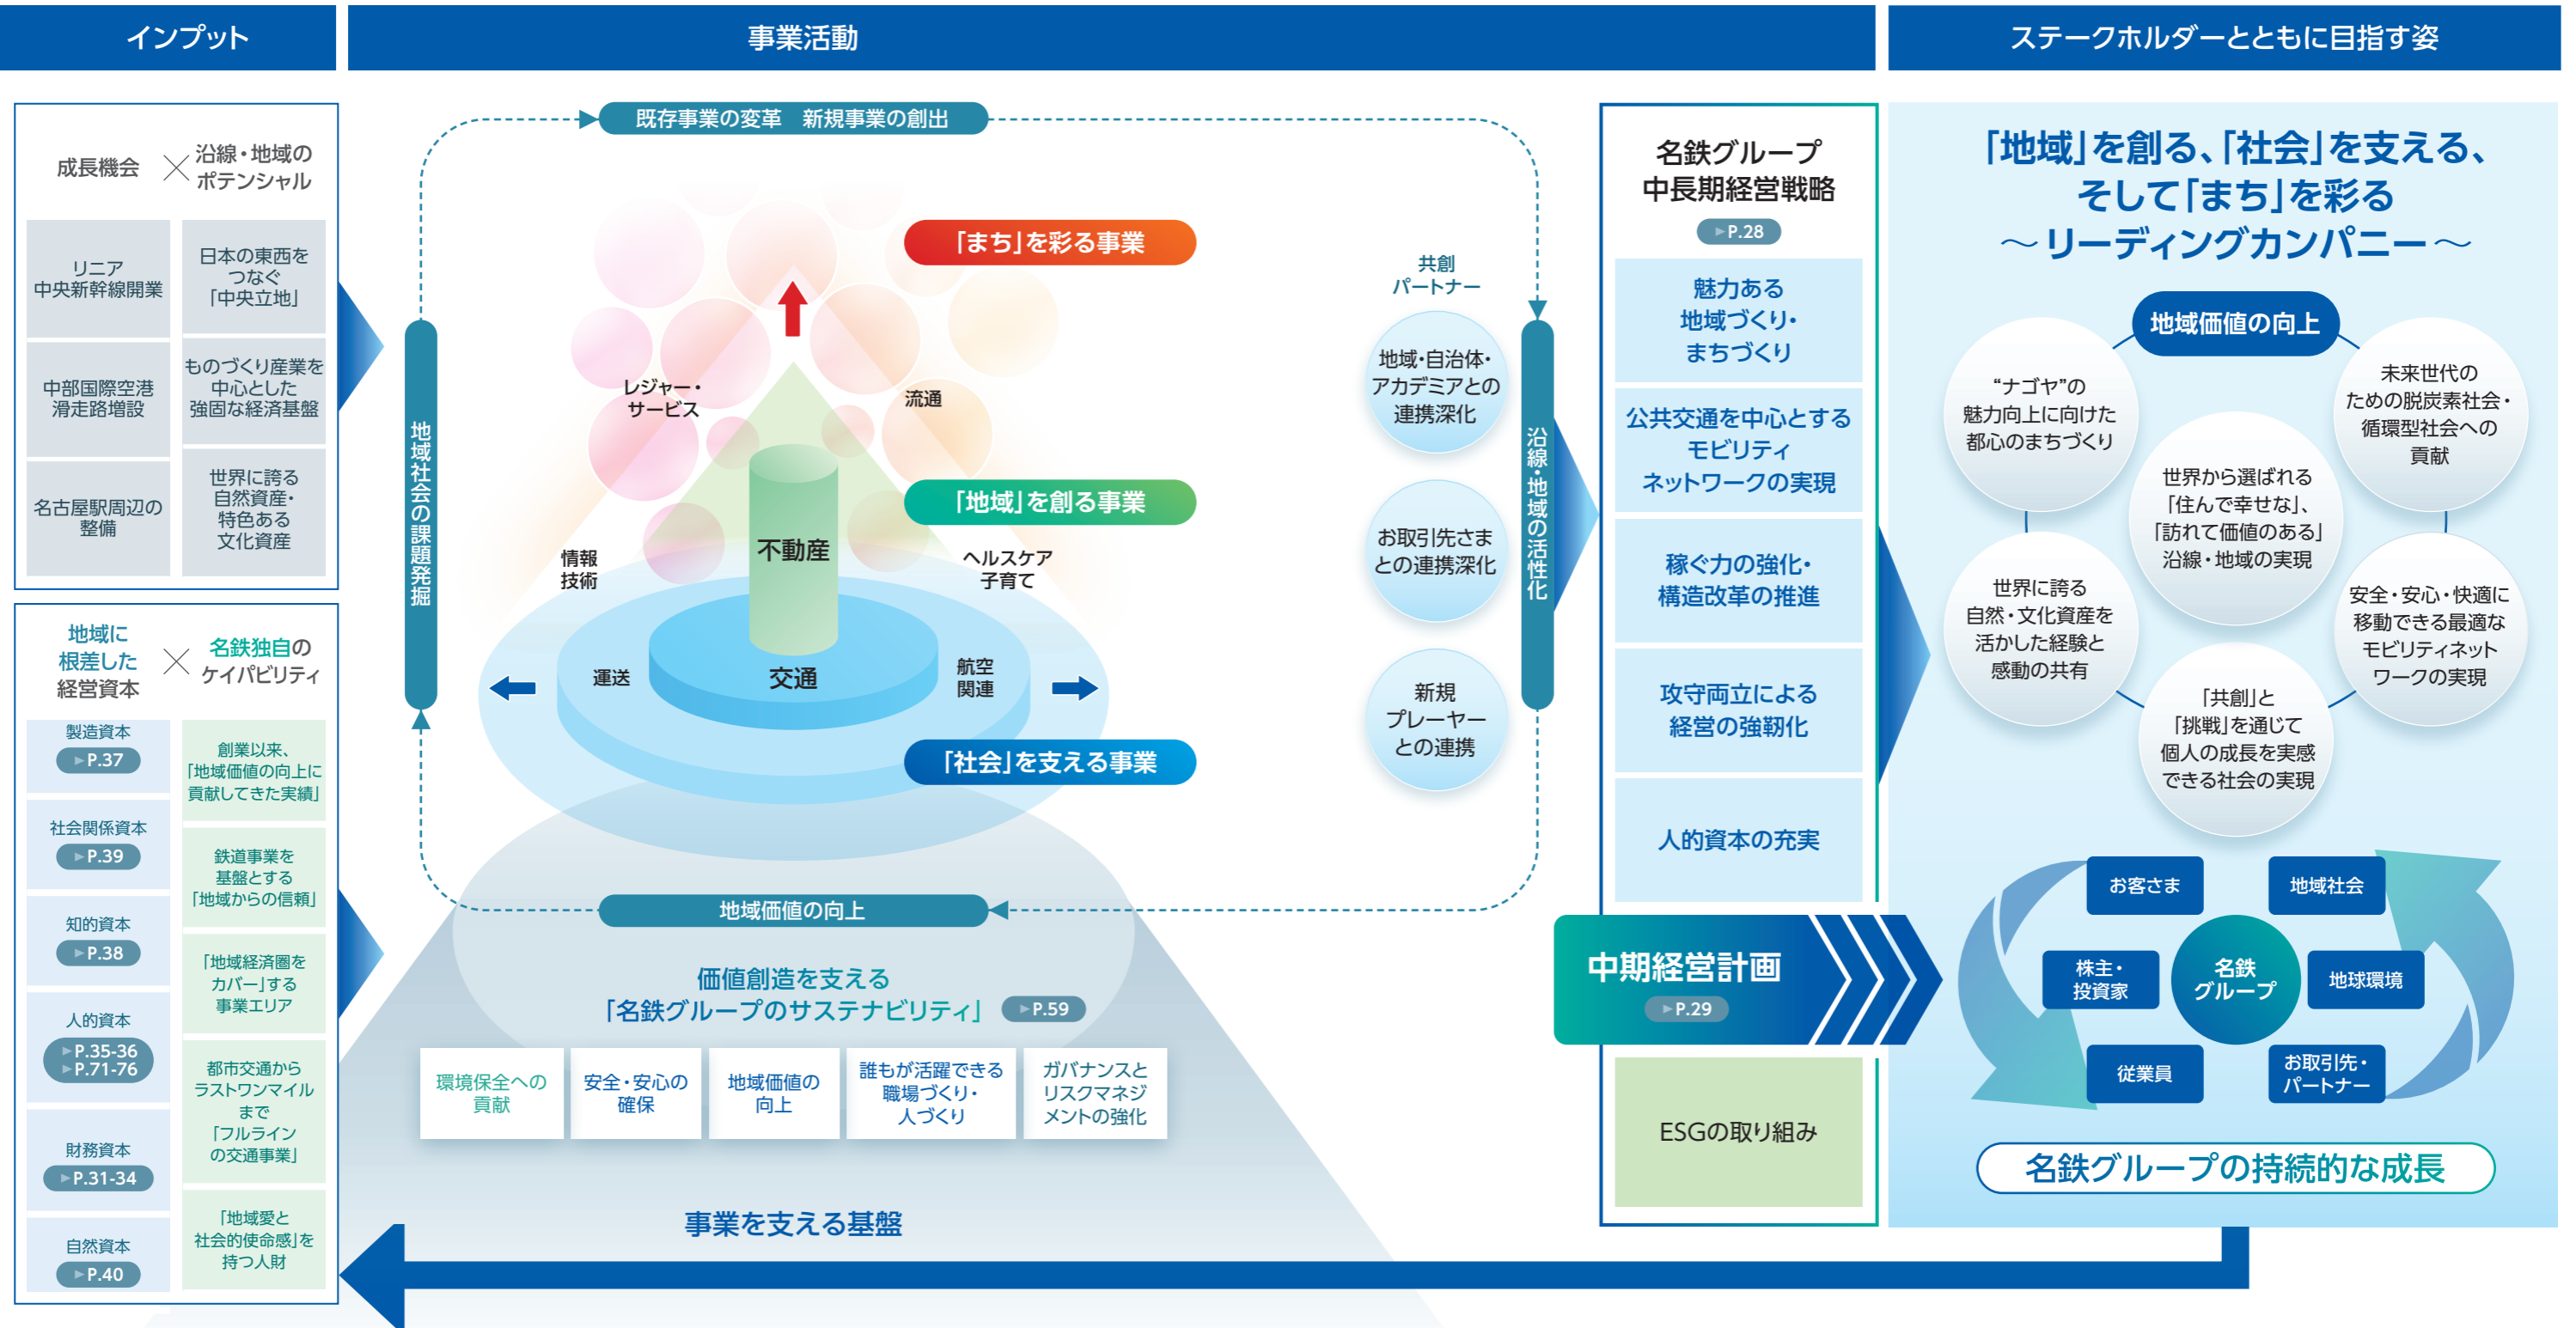 インプット
事業活動
ステークホルダーとともに目指す姿
成長機会
沿線・地域の
ポテンシャル
リニア
中央新幹線開業
日本の東西を
つなぐ
「中央立地」
中部国際空港
滑走路増設
ものづくり産業を
中心とした
強固な経済基盤
名古屋駅周辺の
整備
世界に誇る
自然資産・
特色ある
文化資産
地域に
根差した
経営資本
名鉄独自の
ケイパビリティ
製造資本
P.37
社会関係資本
P.39
知的資本
P.38
人的資本
P.35-36
P.71-76
財務資本
P.31-34
自然資本
P.40
創業以来、
「地域価値の向上に
貢献してきた実績」
鉄道事業を
基盤とする
「地域からの信頼」
「地域経済圏を
カバー」する
事業エリア
都市交通から
ラストワンマイル
まで
「フルライン
の交通事業」
「地域愛と
社会的使命感」を
持つ人財
既存事業の変革 新規事業の創出
地域社会の課題発掘
「まち」を彩る事業
レジャー・
サービス
流通
「地域」を創る事業
不動産
情報
技術
ヘルスケア
子育て
運送
交通
航空
関連
「社会」を支える事業
共創
パートナー
地域・自治体・
アカデミアとの
連携深化
お取引先さま
との連携深化
新規
プレーヤー
との連携
沿線・地域の活性化
地域価値の向上
価値創造を支える
「名鉄グループのサステナビリティ」
P.59
環境保全への
貢献
安全・安心の
確保
地域価値の
向上
誰もが活躍できる
職場づくり・
人づくり
ガバナンスと
リスクマネジ
メントの強化
事業を支える基盤
名鉄グループ
中長期経営戦略
P.28
魅力ある
地域づくり・
まちづくり
公共交通を中心とする
モビリティ
ネットワークの実現
稼ぐ力の強化・
構造改革の推進
攻守両立による
経営の強靭化
人的資本の充実
中期経営計画
P.29
ESGの取り組み
「地域」を創る、「社会」を支える、
そして「まち」を彩る
～リーディングカンパニー～
地域価値の向上
“ナゴヤ”の
魅力向上に向けた
都心のまちづくり
未来世代の
ための脱炭素社会・
循環型社会への
貢献
世界から選ばれる
「住んで幸せな」、
「訪れて価値のある」
沿線・地域の実現
世界に誇る
自然・文化資産を
活かした経験と
感動の共有
安全・安心・快適に
移動できる最適な
モビリティネット
ワークの実現
「共創」と
「挑戦」を通じて
個人の成長を実感
できる社会の実現
お客さま
地域社会
株主・
投資家
名鉄
グループ
地球環境
従業員
お取引先・
パートナー
名鉄グループの持続的な成長